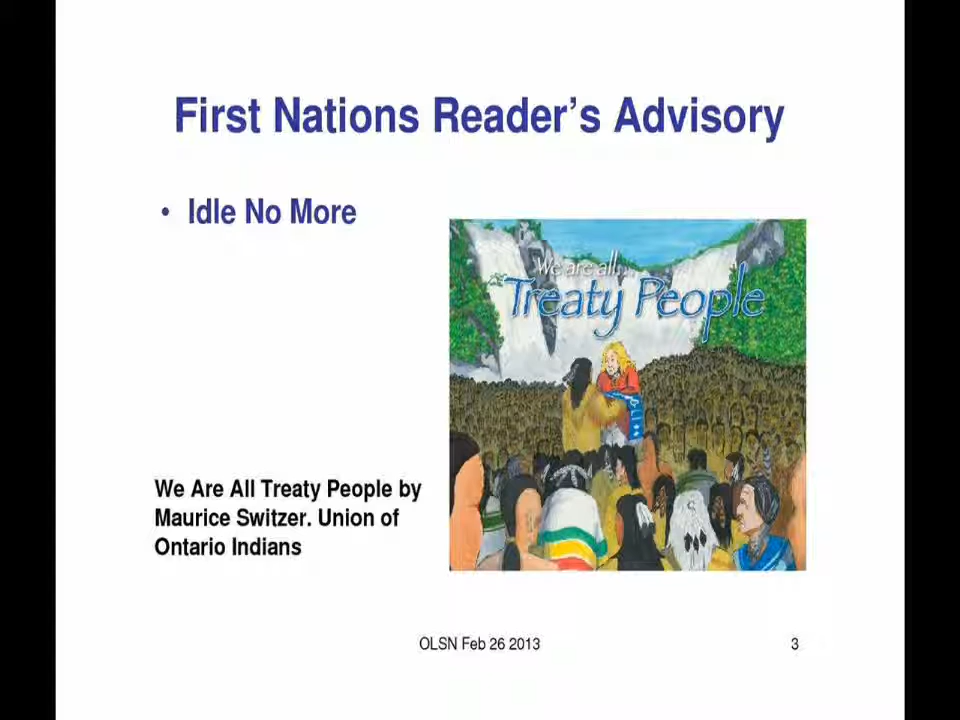 First Nations Reader's Advisory
• Idle No More
We are all...
Treaty People
We Are All Treaty People by
Maurice Switzer. Union of
Ontario Indians
OLSN Feb 26 2013
3